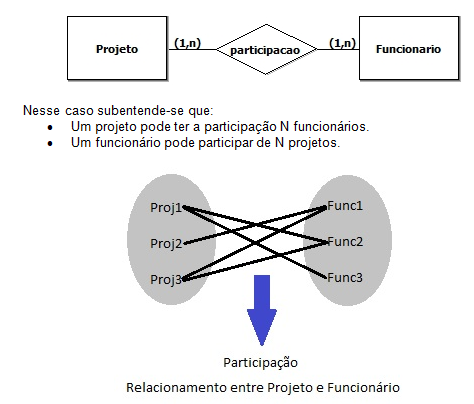 Projeto (1,n) participacao (1,n) Funcionario
Nesse caso subentende-se que:
• Um projeto pode ter a participação N funcionários.
• Um funcionário pode participar de N projetos.
Proj1 Func1
Proj2 Func2
Proj3 Func3
Participação
Relacionamento entre Projeto e Funcionário